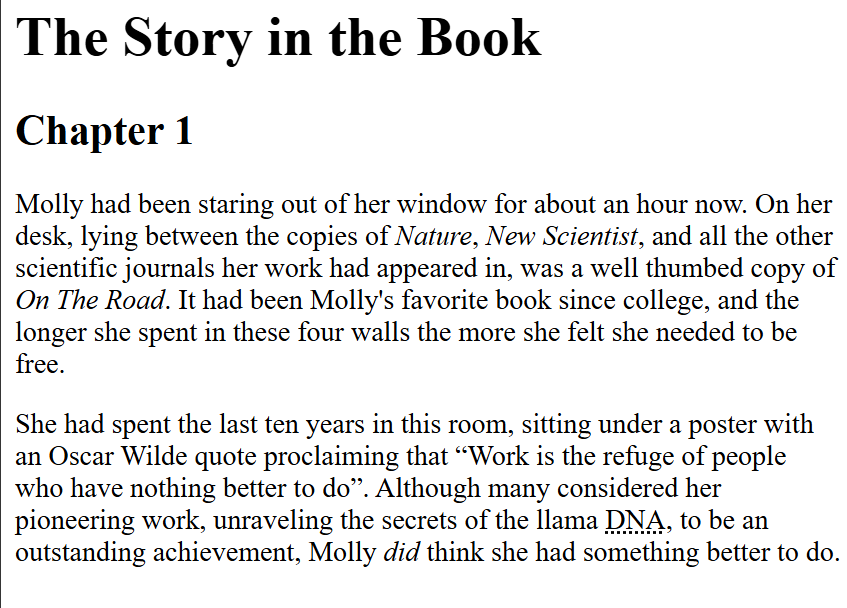 The Story in the Book
Chapter 1
Molly had been staring out of her window for about an hour now. On her
desk, lying between the copies of Nature, New Scientist, and all the other
scientific journals her work had appeared in, was a well thumbed copy of
On The Road. It had been Molly's favorite book since college, and the
longer she spent in these four walls the more she felt she needed to be
free.
She had spent the last ten years in this room, sitting under a poster with
an Oscar Wilde quote proclaiming that “Work is the refuge of people
who have nothing better to do”. Although many considered her
pioneering work, unraveling the secrets of the llama DNA, to be an
outstanding achievement, Molly did think she had something better to do.